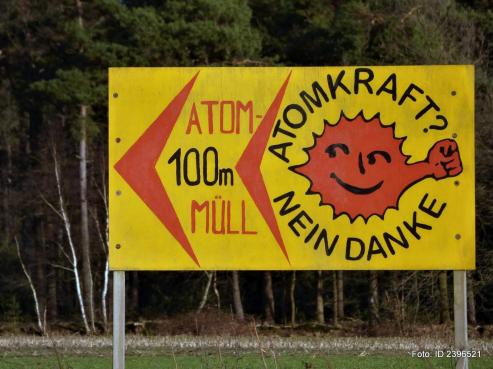 ATOM-
100m
MÜLL
ATOMKRAFT?
NEIN DANKE
Foto: ID 2396521